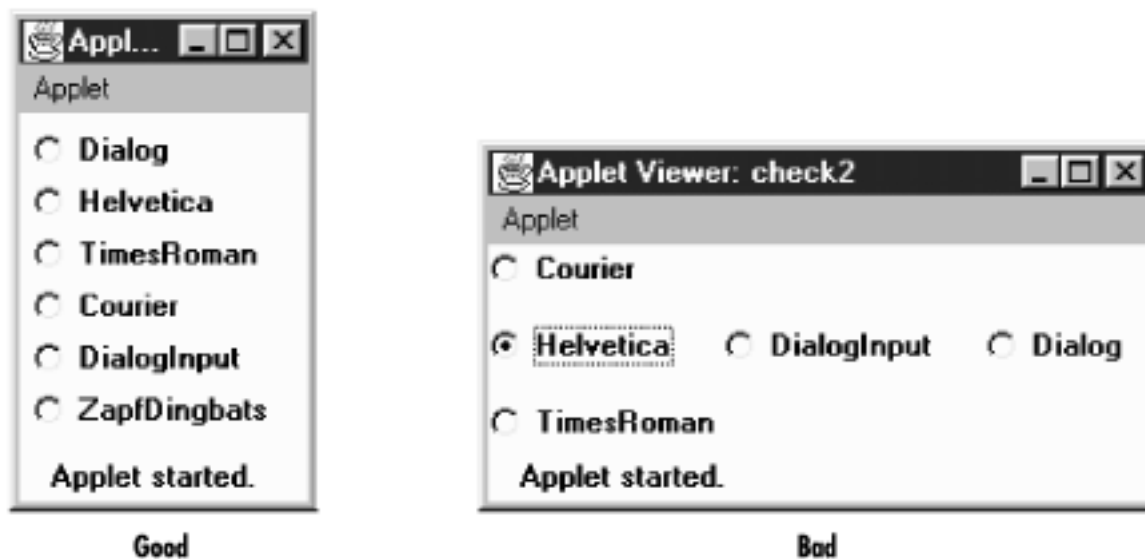 Appl...
Applet
Dialog
Helvetica
TimesRoman
Courier
DialogInput
ZapfDingbats
Applet started.
Good
Applet Viewer: check2
Applet
Courier
Helvetica DialogInput Dialog
TimesRoman
Applet started.
Bad